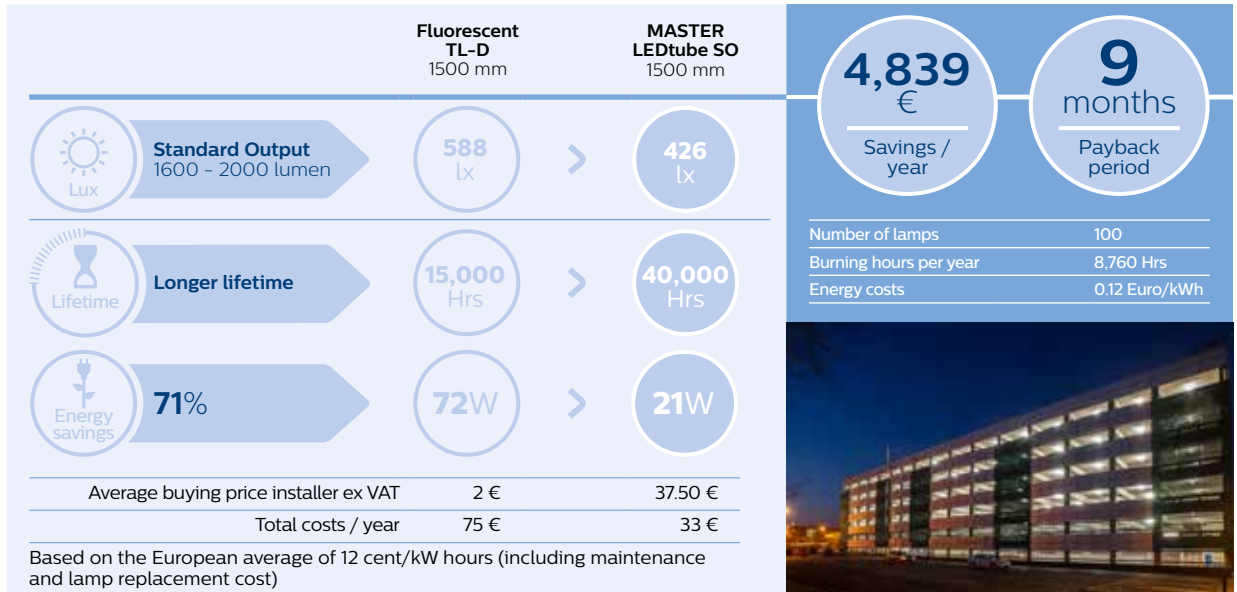 Fluorescent
TL-D
1500 mm
MASTER
LEDtube SO
1500 mm
Lux
Standard Output
1600 - 2000 lumen
588
lx
>
426
lx
Lifetime
Longer lifetime
15,000
Hrs
>
40,000
Hrs
Energy
savings
71%
72W
>
21W
Average buying price installer ex VAT 2 € 37.50 €
Total costs / year 75 € 33 €
Based on the European average of 12 cent/kW hours (including maintenance
and lamp replacement cost)
4,839
€
Savings /
year
9
months
Payback
period
Number of lamps 100
Burning hours per year 8,760 Hrs
Energy costs 0.12 Euro/kWh